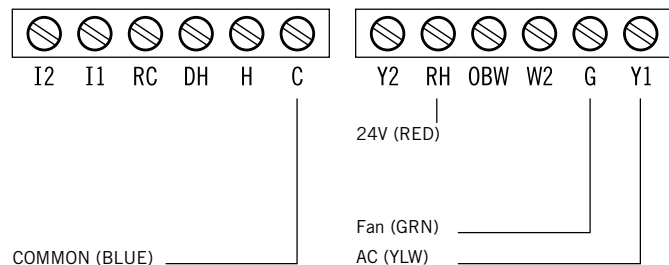 I2 I1 RC DH H C Y2 RH OBW W2 G Y1
24V (RED)
Fan (GRN)
COMMON (BLUE) AC (YLW)